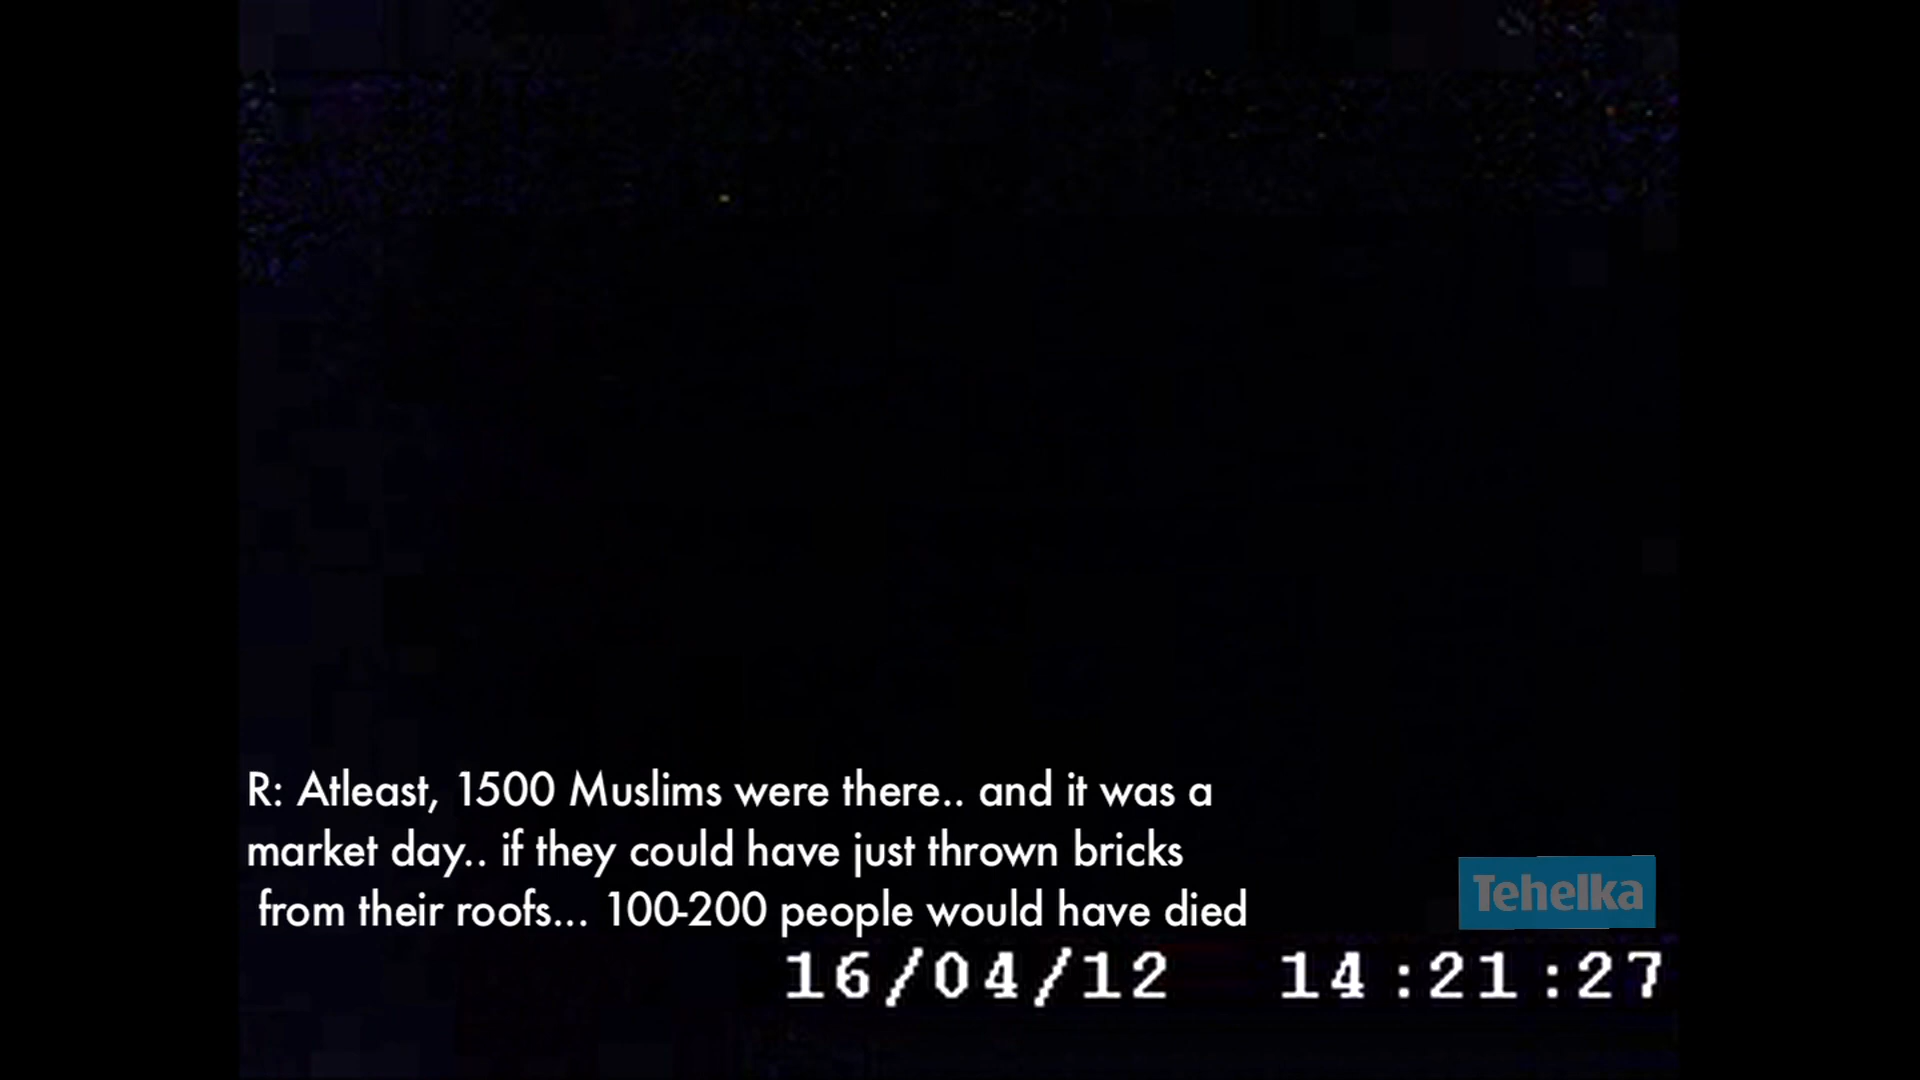 R: Atleast, 1500 Muslims were there.. and it was a
market day.. if they could have just thrown bricks
from their roofs... 100-200 people would have died
Tehelka
16/04/12 14:21:27